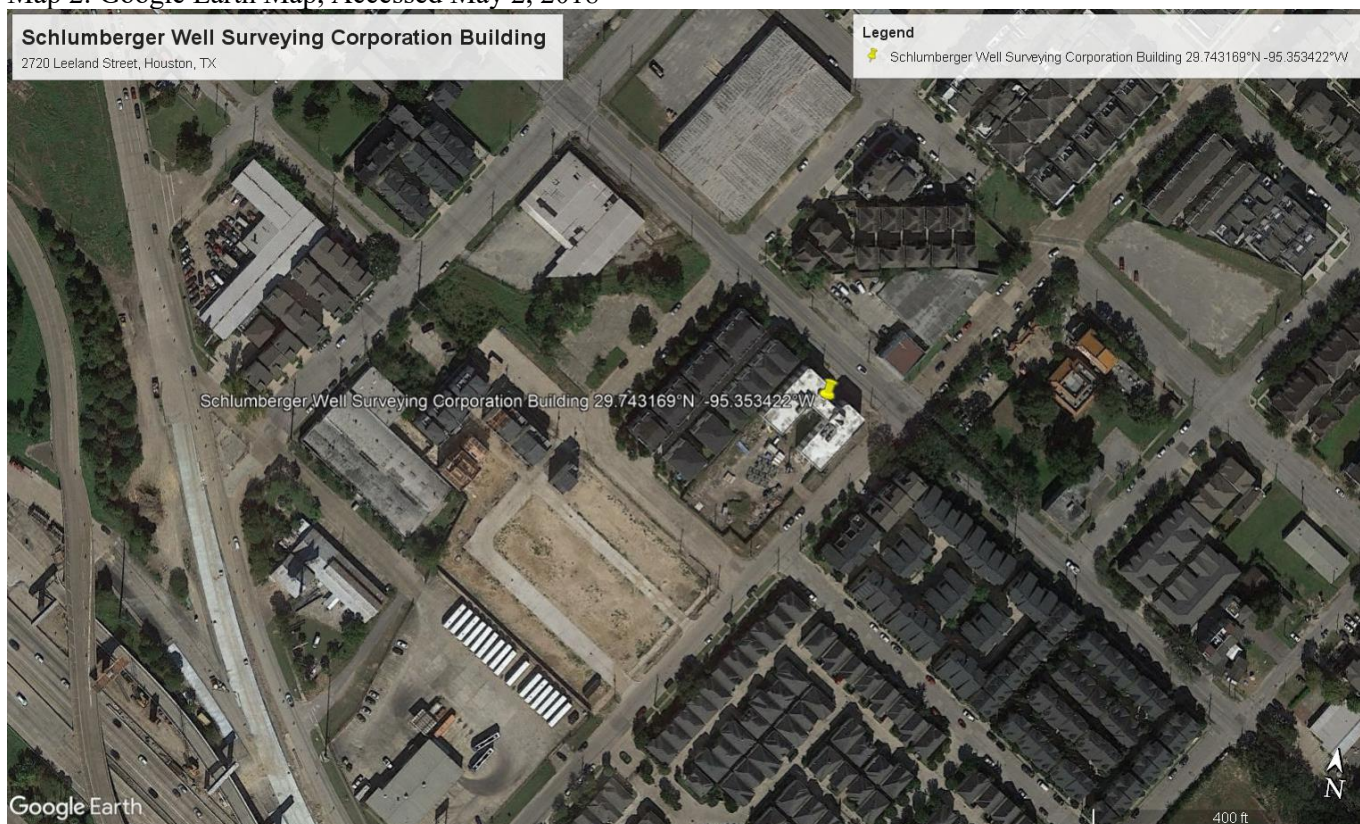 Map 2: Google Earth Map, Accessed May 2, 2018
Schlumberger Well Surveying Corporation Building
2720 Leeland Street, Houston, TX
Legend
Schlumberger Well Surveying Corporation Building 29.743169°N -95.353422°W
Schlumberger Well Surveying Corporation Building 29.743169°N -95.353422°W
Google Earth
N
400 ft